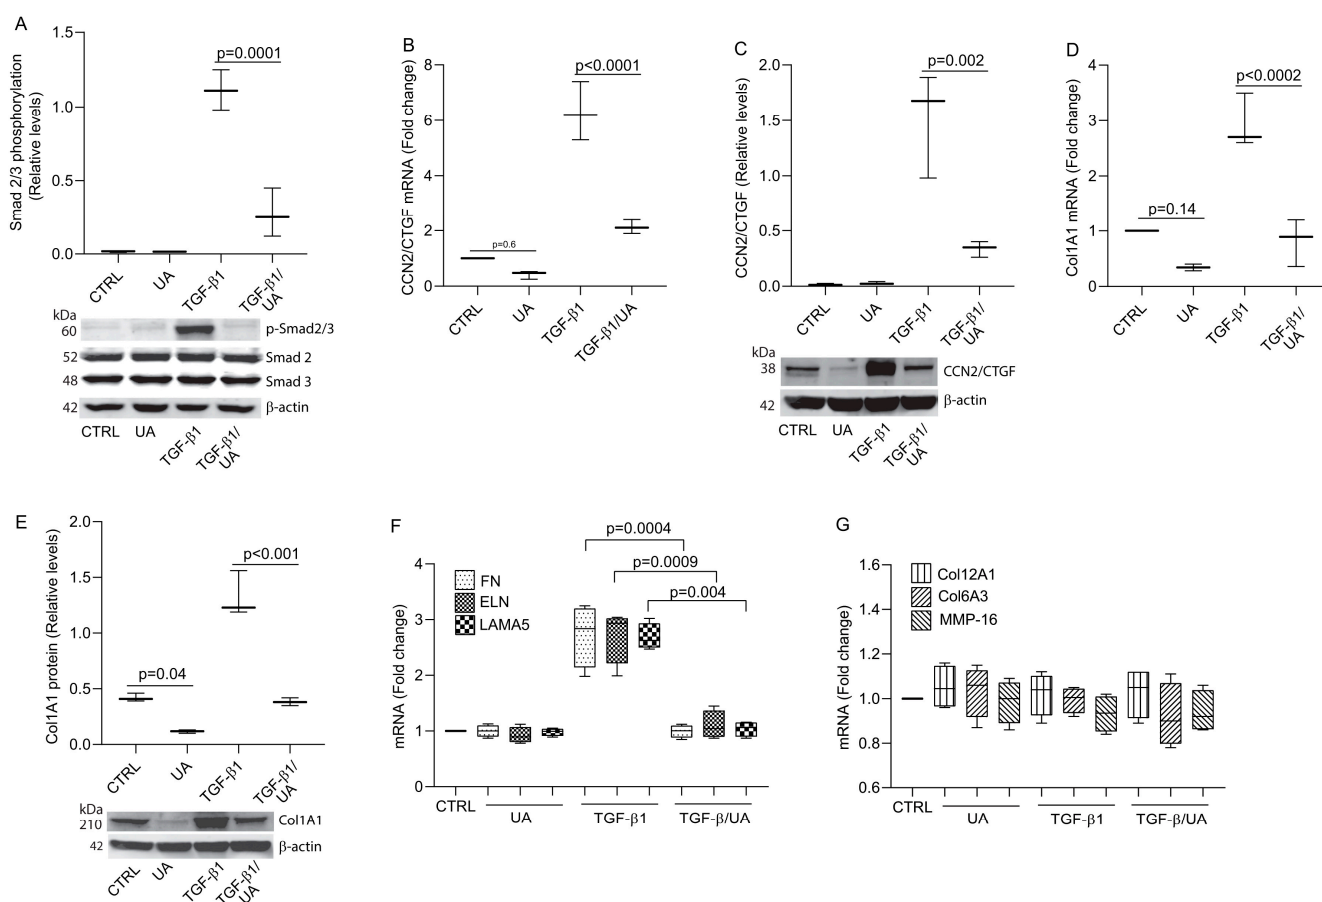 A
Smad 2/3 phosphorylation
(Relative levels)
1.5
1.0
0.5
0.0
p=0.0001
CTRL
UA
TGF-β1
TGF-β1/
UA
kDa
60
p-Smad2/3
52
Smad 2
48
Smad 3
42
β-actin
CTRL
UA
TGF-β1
TGF-β1/
UA
B
CCN2/CTGF mRNA (Fold change)
8
6
4
2
0
p=0.6
p<0.0001
CTRL
UA
TGF-β1
TGF-β1/UA
C
CCN2/CTGF (Relative levels)
2.0
1.5
1.0
0.5
0.0
p=0.002
CTRL
UA
TGF-β1
TGF-β1/
UA
kDa
38
CCN2/CTGF
42
β-actin
CTRL
UA
TGF-β1
TGF-β1/
UA
D
Col1A1 mRNA (Fold change)
4
3
2
1
0
p=0.14
p<0.0002
CTRL
UA
TGF-β1
TGF-β1/
UA
E
Col1A1 protein (Relative levels)
2.0
1.5
1.0
0.5
0.0
p=0.04
p<0.001
CTRL
UA
TGF-β1
TGF-β1/
UA
kDa
210
Col1A1
42
β-actin
CTRL
UA
TGF-β1
TGF-β1/
UA
F
mRNA (Fold change)
4
3
2
1
0
FN
ELN
LAMA5
p=0.0004
p=0.0009
p=0.004
CTRL
UA
TGF-β1
TGF-β/UA
G
mRNA (Fold change)
1.6
1.4
1.2
1.0
0.8
0.6
Col12A1
Col6A3
MMP-16
CTRL
UA
TGF-β1
TGF-β/UA